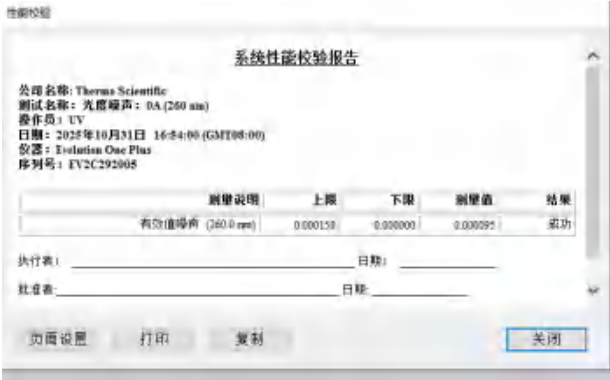 性能校验
系统性能校验报告
公司名称: Thermo Scientific
测试名称: 光度噪声: 0A (260 nm)
操作员: UV
日期: 2025年10月31日 16:54:00 (GMT08:00)
仪器: Evolution One Plus
序列号: EV2C292005
测量说明 上限 下限 测量值 结果
有效值噪声 (260.0 nm) 0.000150 0.000000 0.000095 成功
执行者: 日期:
批准者: 日期:
页面设置 打印 复制 关闭